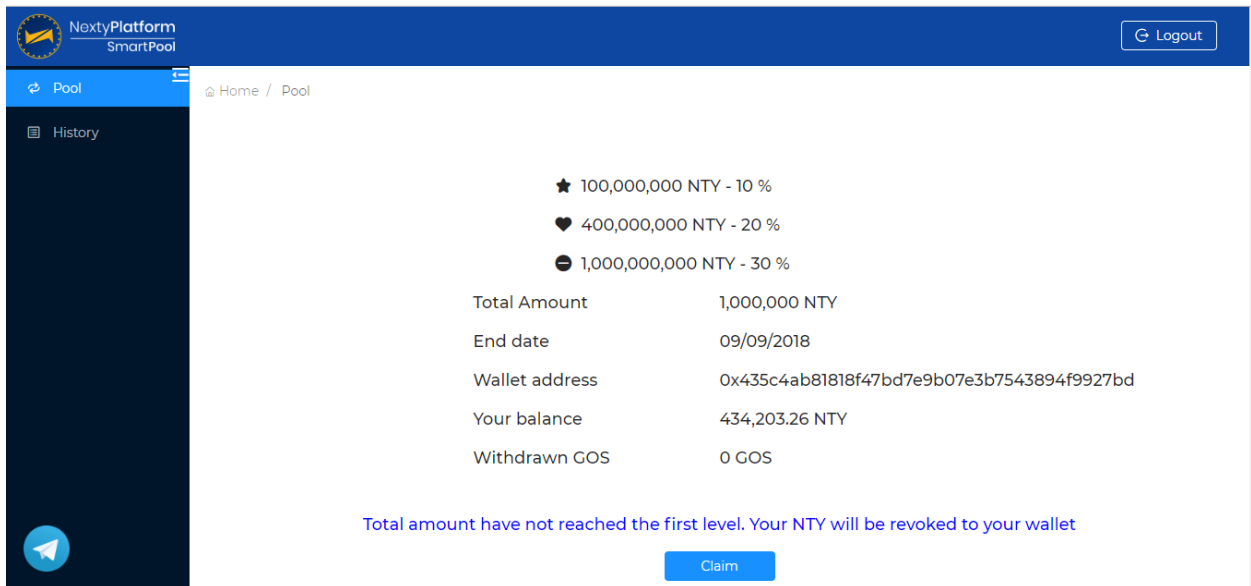 NextyPlatform
SmartPool
Logout
Pool
History
Home / Pool
100,000,000 NTY - 10 %
400,000,000 NTY - 20 %
1,000,000,000 NTY - 30 %
Total Amount 1,000,000 NTY
End date 09/09/2018
Wallet address 0x435c4ab81818f47bd7e9b07e3b7543894f9927bd
Your balance 434,203.26 NTY
Withdrawn GOS 0 GOS
Total amount have not reached the first level. Your NTY will be revoked to your wallet
Claim